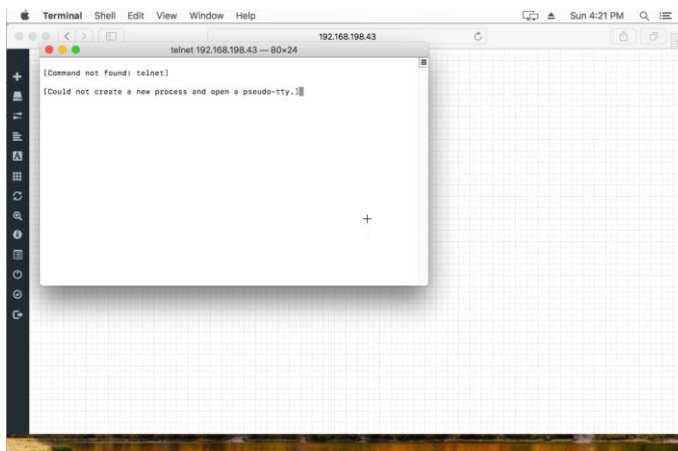 Terminal Shell Edit View Window Help Sun 4:21 PM
192.168.198.43
telnet 192.168.198.43 — 80×24
[Command not found: telnet]
[Could not create a new process and open a pseudo-tty.]